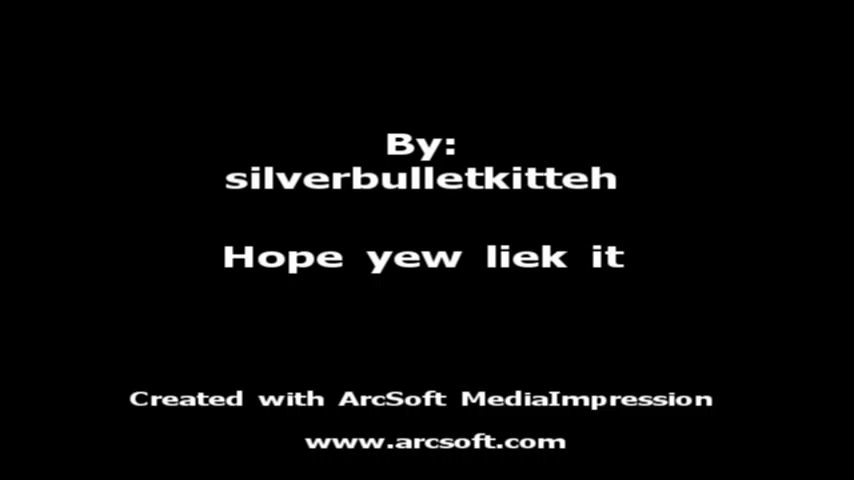 By:
silverbulletkitteh
Hope yew liek it
Created with ArcSoft MediaImpression
www.arcsoft.com